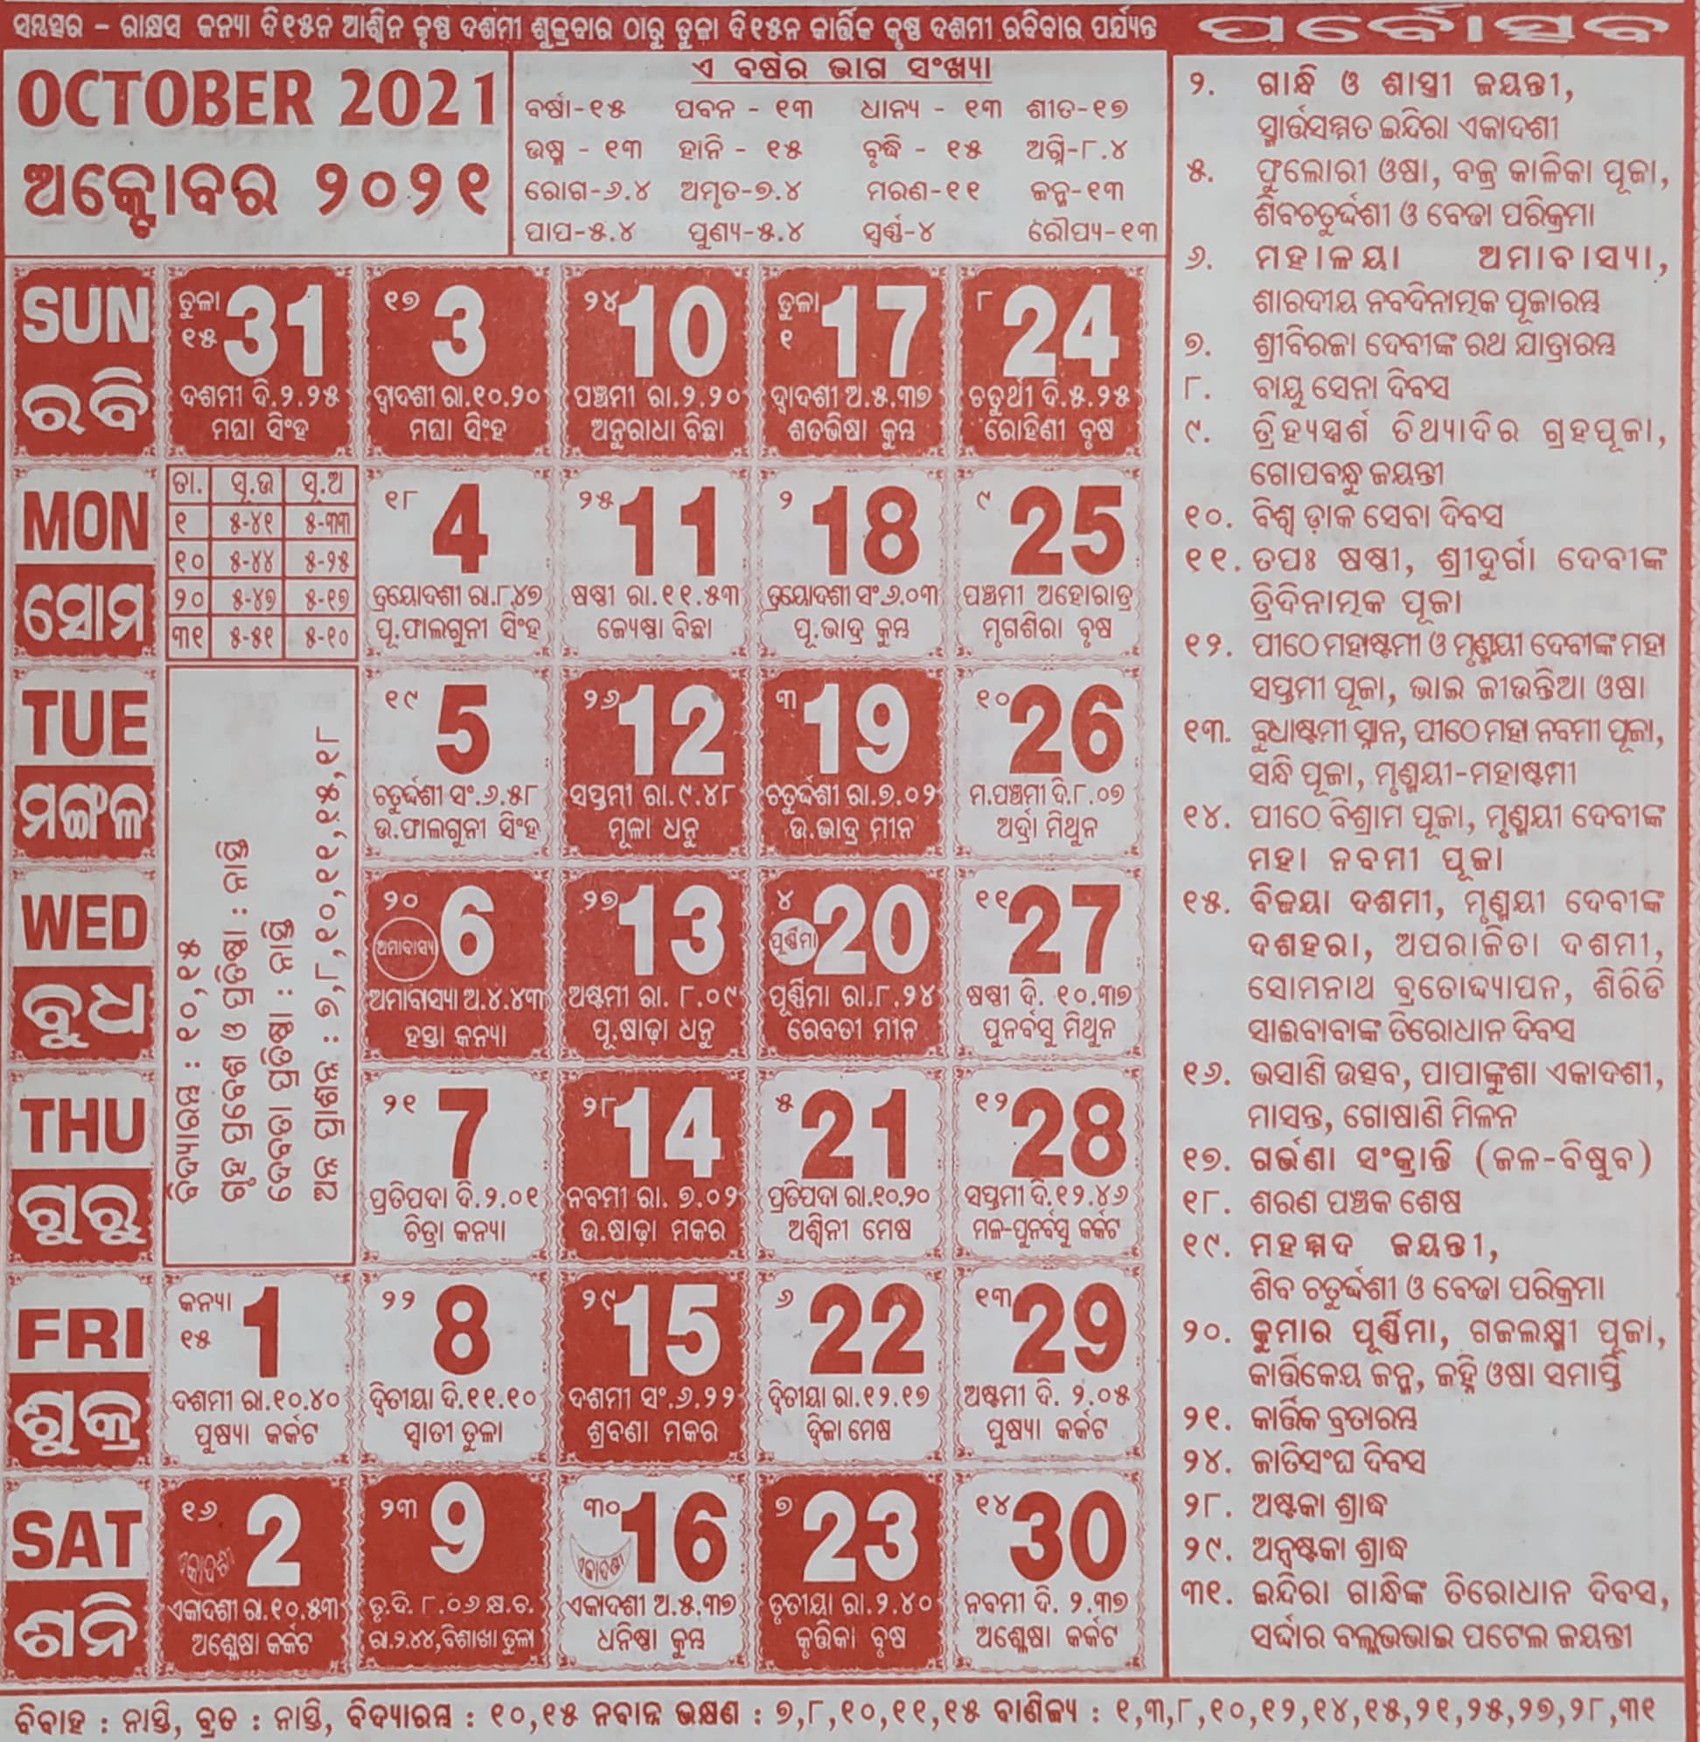 ସମ୍ବତ୍ସର - ରାକ୍ଷସ କନ୍ୟା ଦି୧୫ନ ଆଶ୍ୱିନ କୃଷ୍ଣ ଦଶମୀ ଶୁକ୍ରବାର ଠାରୁ ତୁଳା ଦି୧୫ନ କାର୍ତ୍ତିକ କୃଷ୍ଣ ଦଶମୀ ରବିବାର ପର୍ଯ୍ୟନ୍ତ
OCTOBER 2021
ଅକ୍ଟୋବର ୨୦୨୧
ଏ ବର୍ଷର ଭାଗ ସଂଖ୍ୟା
ବର୍ଷା-୧୫ ପବନ - ୧୩ ଧାନ୍ୟ - ୧୩ ଶୀତ-୧୭
ଉଷ୍ମ - ୧୩ ହାନି - ୧୫ ବୃଦ୍ଧି - ୧୫ ଅଗ୍ନି-୮.୪
ରୋଗ-୬.୪ ଅମୃତ-୭.୪ ମରଣ-୧୧ ଜନ୍ମ-୧୩
ପାପ-୫.୪ ପୁଣ୍ୟ-୫.୪ ସ୍ୱର୍ଣ୍ଣ-୪ ରୌପ୍ୟ-୧୩
SUN
ରବି
ତୁଳା ୧୫ 31
ଦଶମୀ ଦି.୨.୨୫
ମଘା ସିଂହ
୧୭ 3
ଦ୍ୱାଦଶୀ ରା.୧୦.୨୦
ମଘା ସିଂହ
୨୪ 10
ପଞ୍ଚମୀ ରା.୨.୨୦
ଅନୁରାଧା ବିଛା
ତୁଳା ୧ 17
ଦ୍ୱାଦଶୀ ଅ.୫.୩୭
ଶତଭିଷା କୁମ୍ଭ
୮ 24
ଚତୁର୍ଥୀ ଦି.୫.୨୫
ରୋହିଣୀ ବୃଷ
MON
ସୋମ
ତା. ସୂ.ଉ ସୂ.ଅ
୧ ୫-୪୧ ୫-୩୩
୧୦ ୫-୪୪ ୫-୨୫
୨୦ ୫-୪୭ ୫-୧୭
୩୧ ୫-୫୧ ୫-୧୦
୧୮ 4
ତ୍ରୟୋଦଶୀ ରା.୮.୪୭
ପୂ.ଫାଲଗୁନୀ ସିଂହ
୨୫ 11
ଷଷ୍ଠୀ ରା.୧୧.୫୩
ଜ୍ୟେଷ୍ଠା ବିଛା
୨ 18
ତ୍ରୟୋଦଶୀ ସଂ.୬.୦୩
ପୂ.ଭାଦ୍ର କୁମ୍ଭ
୯ 25
ପଞ୍ଚମୀ ଅହୋରାତ୍ର
ମୃଗଶିରା ବୃଷ
TUE
ମଙ୍ଗଳ
ବିଦ୍ୟାରମ୍ଭ : ୧୦,୧୫
ଗୃହ ପ୍ରବେଶ ଓ ପ୍ରତିଷ୍ଠା : ନାସ୍ତି
ଦେବତା ପ୍ରତିଷ୍ଠା : ନାସ୍ତି
ଅନ୍ନ ପ୍ରାଶନ : ୭,୮,୧୦,୧୧,୧୫,୧୮
୧୯ 5
ଚତୁର୍ଦ୍ଦଶୀ ସଂ.୬.୫୮
ଉ.ଫାଲଗୁନୀ ସିଂହ
୨୬ 12
ସପ୍ତମୀ ରା.୯.୪୮
ମୂଳା ଧନୁ
୩ 19
ଚତୁର୍ଦ୍ଦଶୀ ରା.୭.୦୨
ଉ.ଭାଦ୍ର ମୀନ
୧୦ 26
ମ.ପଞ୍ଚମୀ ଦି.୮.୦୭
ଅର୍ଦ୍ରା ମିଥୁନ
WED
ବୁଧ
୨୦ ଅମାବାସ୍ୟା 6
ଅମାବାସ୍ୟା ଅ.୪.୪୩
ହସ୍ତା କନ୍ୟା
୨୭ 13
ଅଷ୍ଟମୀ ରା. ୮.୦୯
ପୂ.ଷାଢ଼ା ଧନୁ
୪ ପୂର୍ଣ୍ଣିମା 20
ପୂର୍ଣ୍ଣିମା ରା.୮.୨୪
ରେବତୀ ମୀନ
୧୧ 27
ଷଷ୍ଠୀ ଦି. ୧୦.୩୭
ପୁନର୍ବସୁ ମିଥୁନ
THU
ଗୁରୁ
୨୧ 7
ପ୍ରତିପଦା ଦି.୨.୦୧
ଚିତ୍ରା କନ୍ୟା
୨୮ 14
ନବମୀ ରା. ୭.୦୨
ଉ.ଷାଢ଼ା ମକର
୫ 21
ପ୍ରତିପଦା ରା.୧୦.୨୦
ଅଶ୍ୱିନୀ ମେଷ
୧୨ 28
ସପ୍ତମୀ ଦି.୧୨.୪୬
ମଳ-ପୁନର୍ବସୁ କର୍କଟ
FRI
ଶୁକ୍ର
କନ୍ୟା ୧୫ 1
ଦଶମୀ ରା.୧୦.୪୦
ପୁଷ୍ୟା କର୍କଟ
୨୨ 8
ଦ୍ୱିତୀୟା ଦି.୧୧.୧୦
ସ୍ୱାତୀ ତୁଳା
୨୯ 15
ଦଶମୀ ସଂ.୬.୨୨
ଶ୍ରବଣା ମକର
୬ 22
ଦ୍ୱିତୀୟା ରା.୧୨.୧୭
ଦ୍ୱିଜା ମେଷ
୧୩ 29
ଅଷ୍ଟମୀ ଦି. ୨.୦୫
ପୁଷ୍ୟା କର୍କଟ
SAT
ଶନି
୧୬ ଏକାଦଶୀ 2
ଏକାଦଶୀ ରା.୧୦.୫୩
ଅଶ୍ଳେଷା କର୍କଟ
୨୩ 9
ତୃ.ଦି. ୮.୦୬ କ୍ଷ.ଚ.
ରା.୨.୪୪,ବିଶାଖା ତୁଳା
୩୦ ଏକାଦଶୀ 16
ଏକାଦଶୀ ଅ.୫.୩୭
ଧନିଷ୍ଠା କୁମ୍ଭ
୭ 23
ତୃତୀୟା ରା.୨.୪୦
କୃତ୍ତିକା ବୃଷ
୧୪ 30
ନବମୀ ଦି. ୨.୩୭
ଅଶ୍ଳେଷା କର୍କଟ
ପର୍ବୋତ୍ସବ
୨. ଗାନ୍ଧି ଓ ଶାସ୍ତ୍ରୀ ଜୟନ୍ତୀ,
ସ୍ମାର୍ତ୍ତସମ୍ମତ ଇନ୍ଦିରା ଏକାଦଶୀ
୫. ଫୁଲୋରୀ ଓଷା, ବଜ୍ର କାଳିକା ପୂଜା,
ଶିବଚତୁର୍ଦ୍ଦଶୀ ଓ ବେଢା ପରିକ୍ରମା
୬. ମହାଳୟା ଅମାବାସ୍ୟା,
ଶାରଦୀୟ ନବଦିନାତ୍ମକ ପୂଜାରମ୍ଭ
୭. ଶ୍ରୀବିରଜା ଦେବୀଙ୍କ ରଥ ଯାତ୍ରାରମ୍ଭ
୮. ବାୟୁ ସେନା ଦିବସ
୯. ତ୍ରିହ୍ୟସ୍ପର୍ଶ ତିଥ୍ୟାଦିର ଗ୍ରହପୂଜା,
ଗୋପବନ୍ଧୁ ଜୟନ୍ତୀ
୧୦. ବିଶ୍ୱ ଡ଼ାକ ସେବା ଦିବସ
୧୧. ତପଃ ଷଷ୍ଠୀ, ଶ୍ରୀଦୁର୍ଗା ଦେବୀଙ୍କ
ତ୍ରିଦିନାତ୍ମକ ପୂଜା
୧୨. ପୀଠେ ମହାଷ୍ଟମୀ ଓ ମୃଣ୍ମୟୀ ଦେବୀଙ୍କ ମହା
ସପ୍ତମୀ ପୂଜା, ଭାଇ ଜୀଉନ୍ତିଆ ଓଷା
୧୩. ବୁଧାଷ୍ଟମୀ ସ୍ନାନ, ପୀଠେ ମହା ନବମୀ ପୂଜା,
ସନ୍ଧି ପୂଜା, ମୃଣ୍ମୟୀ-ମହାଷ୍ଟମୀ
୧୪. ପୀଠେ ବିଶ୍ରାମ ପୂଜା, ମୃଣ୍ମୟୀ ଦେବୀଙ୍କ
ମହା ନବମୀ ପୂଜା
୧୫. ବିଜୟା ଦଶମୀ, ମୃଣ୍ମୟୀ ଦେବୀଙ୍କ
ଦଶହରା, ଅପରାଜିତା ଦଶମୀ,
ସୋମନାଥ ବ୍ରତୋଦ୍ଯାପନ, ଶିରିଡି
ସାଈବାବାଙ୍କ ତିରୋଧାନ ଦିବସ
୧୬. ଭସାଣି ଉତ୍ସବ, ପାପାଙ୍କୁଶା ଏକାଦଶୀ,
ମାସନ୍ତ, ଗୋଷାଣି ମିଳନ
୧୭. ଗର୍ଭଣା ସଂକ୍ରାନ୍ତି (ଜଳ-ବିଷୁବ)
୧୮. ଶରଣ ପଞ୍ଚକ ଶେଷ
୧୯. ମହମ୍ମଦ ଜୟନ୍ତୀ,
ଶିବ ଚତୁର୍ଦ୍ଦଶୀ ଓ ବେଢା ପରିକ୍ରମା
୨୦. କୁମାର ପୂର୍ଣ୍ଣିମା, ଗଜଲକ୍ଷ୍ମୀ ପୂଜା,
କାର୍ତ୍ତିକେୟ ଜନ୍ମ, ଜହ୍ନି ଓଷା ସମାପ୍ତି
୨୧. କାର୍ତ୍ତିକ ବ୍ରତାରମ୍ଭ
୨୪. ଜାତିସଂଘ ଦିବସ
୨୮. ଅଷ୍ଟକା ଶ୍ରାଦ୍ଧ
୨୯. ଅନ୍ୱଷ୍ଟକା ଶ୍ରାଦ୍ଧ
୩୧. ଇନ୍ଦିରା ଗାନ୍ଧିଙ୍କ ତିରୋଧାନ ଦିବସ,
ସର୍ଦ୍ଦାର ବଲ୍ଲଭଭାଇ ପଟେଲ ଜୟନ୍ତୀ
ବିବାହ : ନାସ୍ତି, ବ୍ରତ : ନାସ୍ତି, ବିଦ୍ୟାରମ୍ଭ : ୧୦,୧୫ ନବାନ୍ନ ଭକ୍ଷଣ : ୭,୮,୧୦,୧୧,୧୫ ବାଣିଜ୍ୟ : ୧,୩,୮,୧୦,୧୨,୧୪,୧୫,୨୧,୨୫,୨୭,୨୮,୩୧